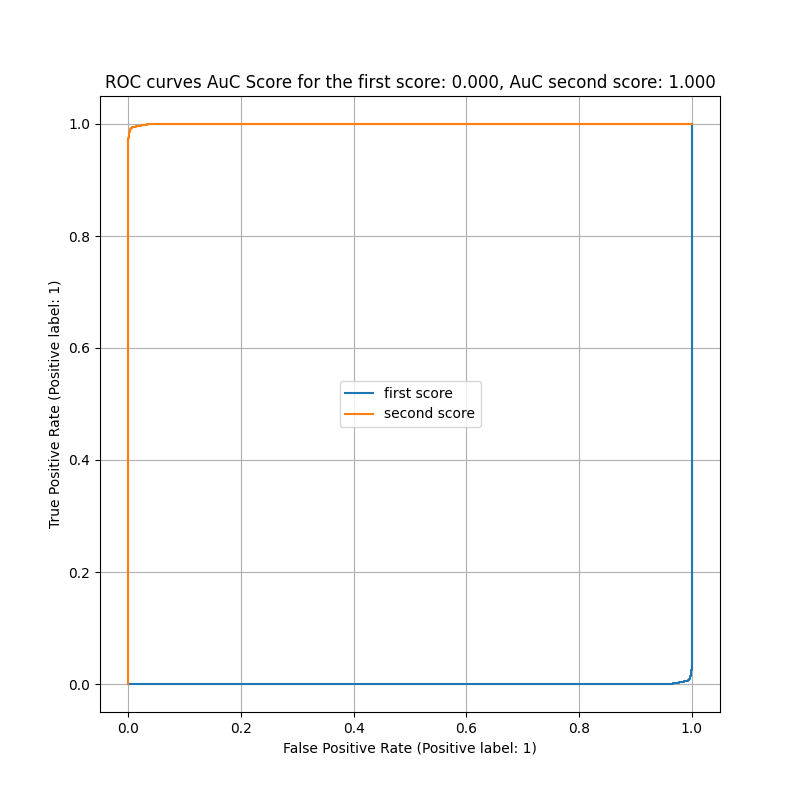 ROC curves AuC Score for the first score: 0.000, AuC second score: 1.000
1.0
0.8
0.6
0.4
0.2
0.0
True Positive Rate (Positive label: 1)
first score
second score
0.0 0.2 0.4 0.6 0.8 1.0
False Positive Rate (Positive label: 1)